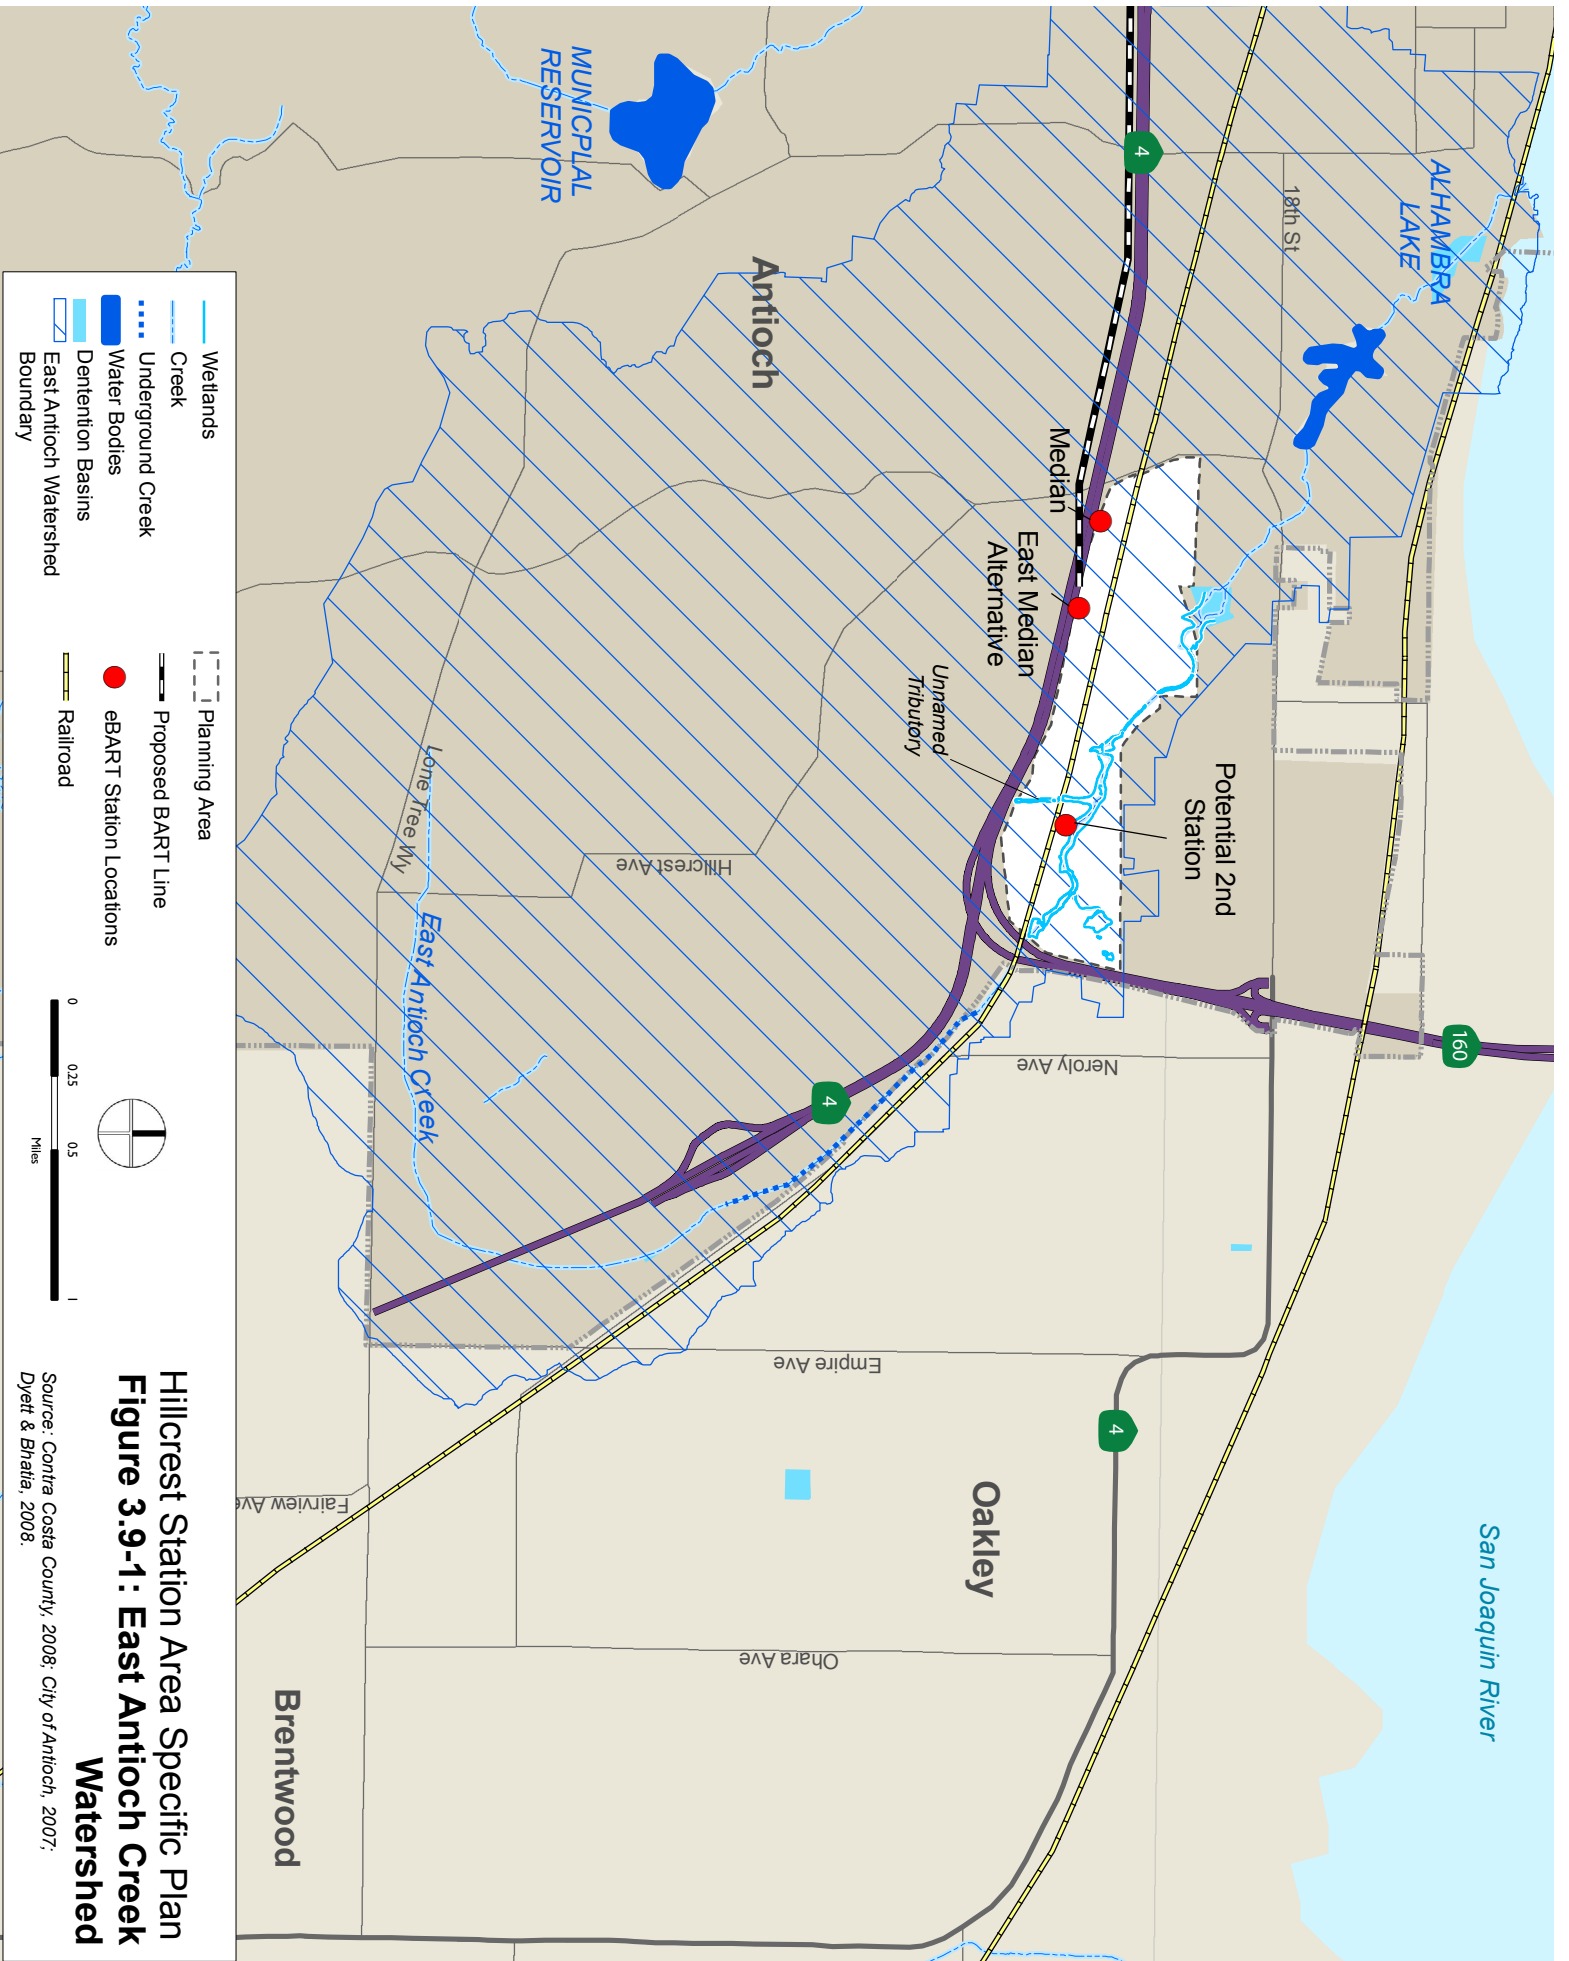 San Joaquin River
160
ALHAMBRA
LAKE
18th St
4
Potential 2nd
Station
Median
East Median
Alternative
Unnamed
Tributory
Neroly Ave
4
Oakley
4
Antioch
Hillcrest Ave
Empire Ave
Ohara Ave
MUNICPLAL
RESERVOIR
Lone Tree Wy
East Antioch Creek
Fairview Ave
Brentwood
Wetlands
Creek
Underground Creek
Water Bodies
Dentention Basins
East Antioch Watershed
Boundary
Planning Area
Proposed BART Line
eBART Station Locations
Railroad
0
0.25
0.5
1
Miles
Hillcrest Station Area Specific Plan
Figure 3.9-1: East Antioch Creek
Watershed
Source: Contra Costa County, 2008; City of Antioch, 2007;
Dyett & Bhatia, 2008.